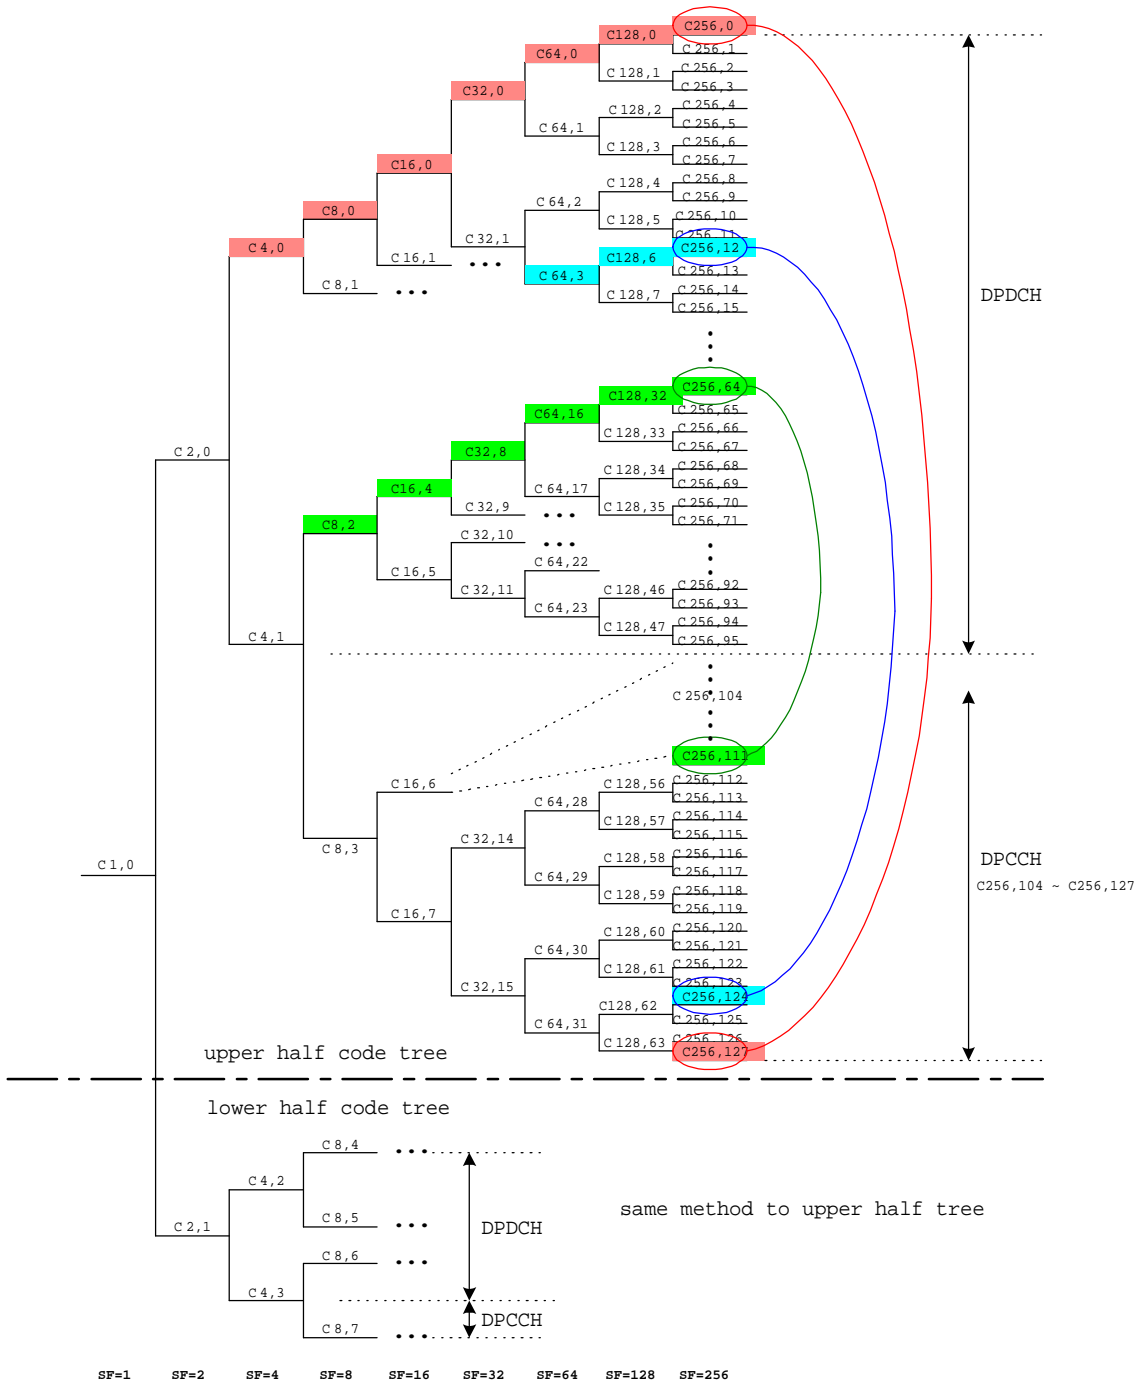 C256,0
C128,0
C256,1
C64,0
C256,2
C128,1
C256,3
C32,0
C256,4
C128,2
C256,5
C64,1
C256,6
C128,3
C256,7
C16,0
C256,8
C128,4
C256,9
C64,2
C8,0
C256,10
C128,5
C256,11
C32,1
C4,0
C256,12
C128,6
C16,1
C256,13
C64,3
C8,1
C256,14
C128,7
C256,15
DPDCH
C256,64
C128,32
C256,65
C64,16
C256,66
C128,33
C256,67
C2,0
C32,8
C256,68
C128,34
C256,69
C16,4
C64,17
C256,70
C32,9
C128,35
C256,71
C8,2
C32,10
C64,22
C16,5
C256,92
C32,11
C128,46
C256,93
C64,23
C256,94
C128,47
C256,95
C4,1
C256,104
C256,111
C16,6
C256,112
C128,56
C256,113
C64,28
C256,114
C128,57
C256,115
C32,14
C8,3
C256,116
C128,58
C256,117
C1,0
C64,29
DPCCH
C256,104 ~ C256,127
C256,118
C128,59
C256,119
C16,7
C256,120
C128,60
C256,121
C64,30
C256,122
C128,61
C256,123
C32,15
C256,124
C128,62
C256,125
C64,31
C256,126
C128,63
C256,127
upper half code tree
lower half code tree
C8,4
C4,2
same method to upper half tree
C8,5
C2,1
DPDCH
C8,6
C4,3
DPCCH
C8,7
SF=1 SF=2 SF=4 SF=8 SF=16 SF=32 SF=64 SF=128 SF=256